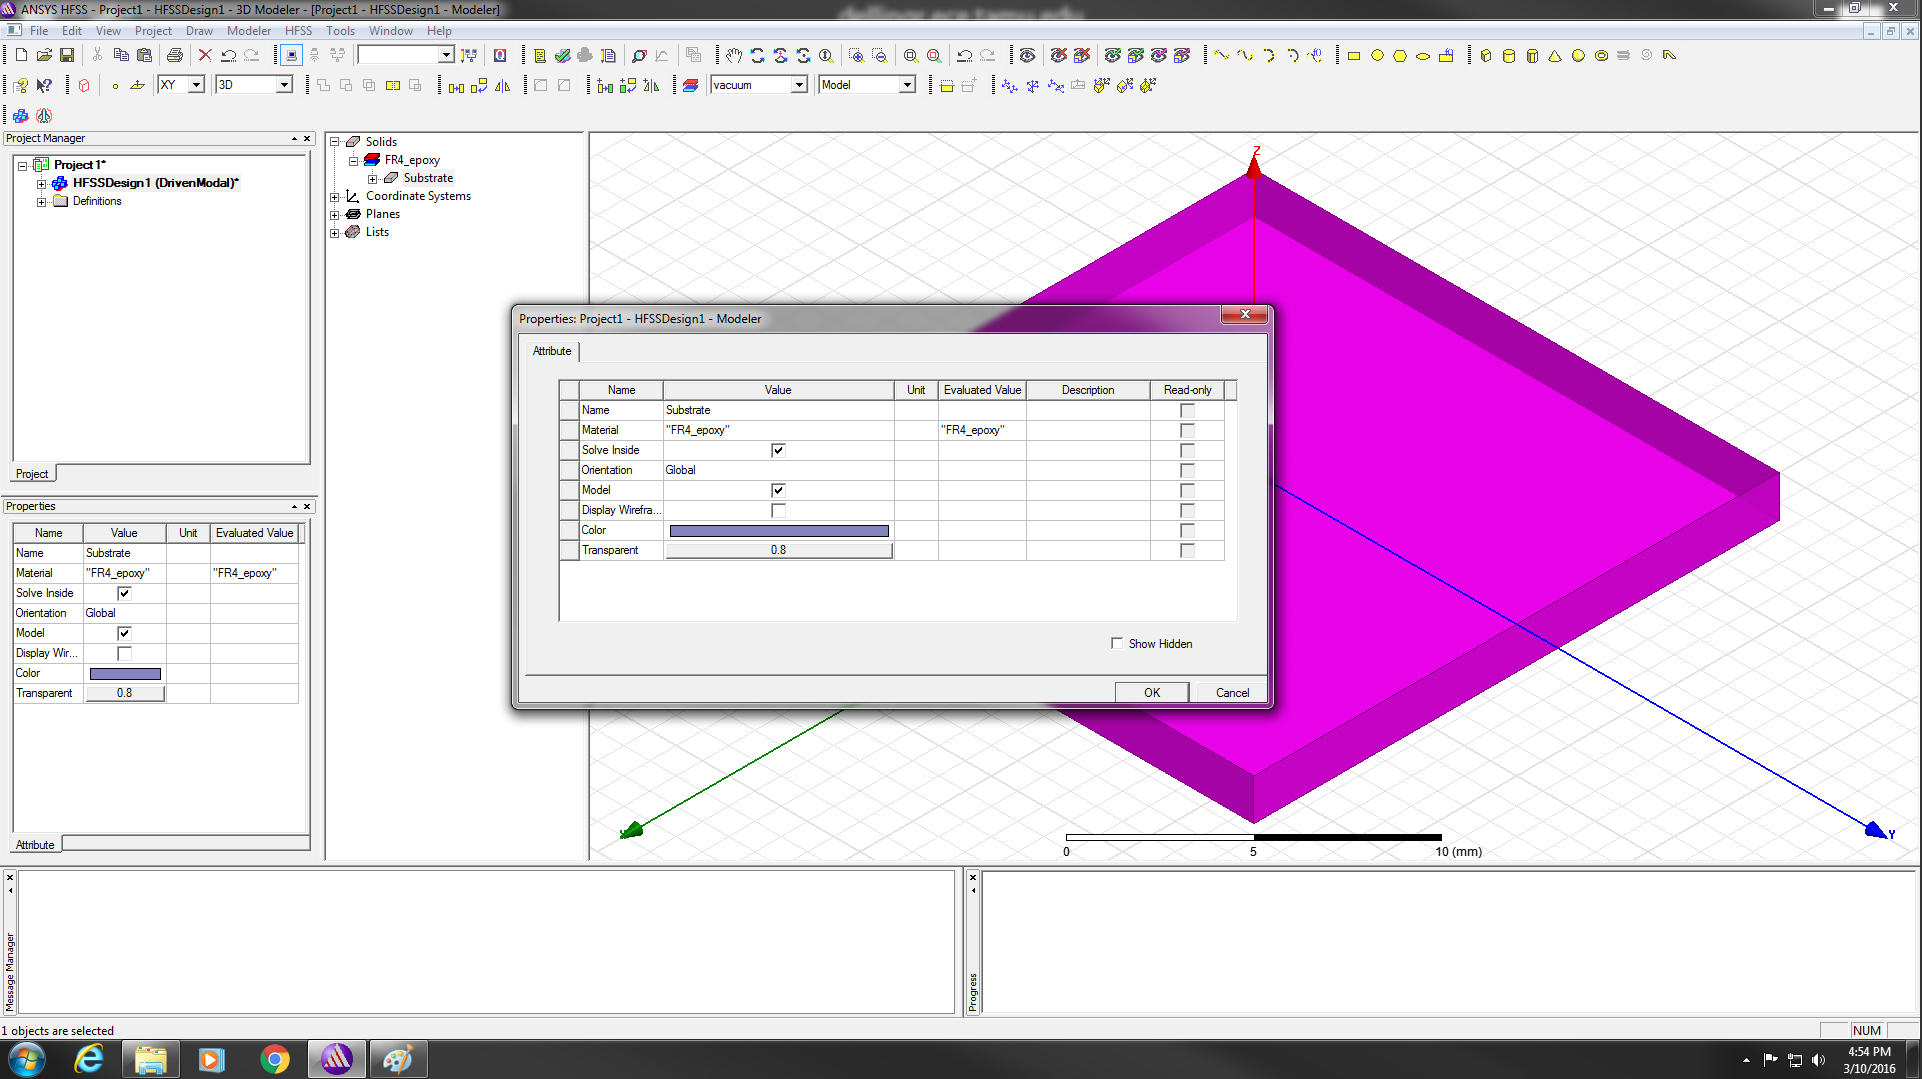 ANSYS HFSS - Project1 - HFSSDesign1 - 3D Modeler - [Project1 - HFSSDesign1 - Modeler]
File Edit View Project Draw Modeler HFSS Tools Window Help
XY 3D vacuum Model
Project Manager
Project1*
HFSSDesign1 (DrivenModal)*
Definitions
Project
Solids
FR4_epoxy
Substrate
Coordinate Systems
Planes
Lists
Z
Properties: Project1 - HFSSDesign1 - Modeler
Attribute
Name Value Unit Evaluated Value Description Read-only
Name Substrate
Material "FR4_epoxy" "FR4_epoxy"
Solve Inside
Orientation Global
Model
Display Wirefra...
Color
Transparent 0.8
Show Hidden
OK Cancel
Properties
Name Value Unit Evaluated Value
Name Substrate
Material "FR4_epoxy" "FR4_epoxy"
Solve Inside
Orientation Global
Model
Display Wir...
Color
Transparent 0.8
Attribute
Y
0 5 10 (mm)
Message Manager
Progress
1 objects are selected
NUM
4:54 PM
3/10/2016